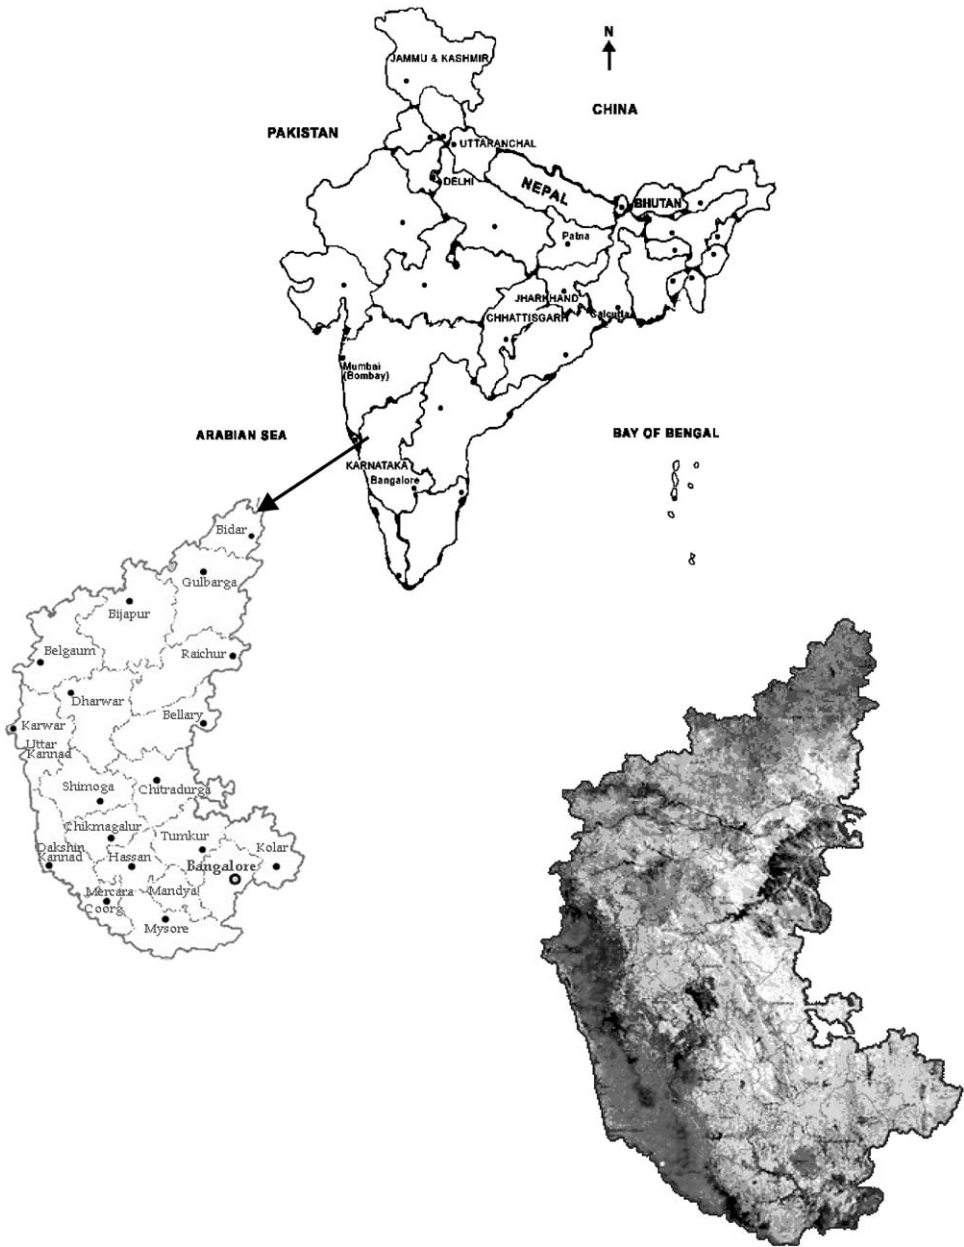 N
JAMMU & KASHMIR
CHINA
PAKISTAN
UTTARANCHAL
DELHI
NEPAL
BHUTAN
Patna
JHARKHAND
CHHATTISGARH
Calcutta
Mumbai
(Bombay)
ARABIAN SEA
BAY OF BENGAL
KARNATAKA
Bangalore
Bidar
Gulbarga
Bijapur
Belgaum
Raichur
Dharwar
Bellary
Karwar
Uttar
Kannad
Shimoga
Chitradurga
Chikmagalur
Tumkur
Dakshin
Kannad
Hassan
Kolar
Bangalore
Mercara
Coorg
Mandya
Mysore